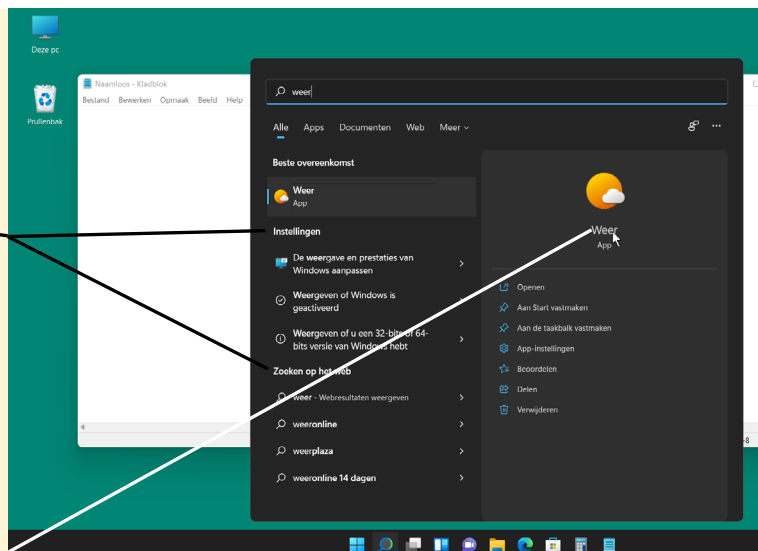 Deze pc
Prullenbak
Naamloos - Kladblok
Bestand Bewerken Opmaak Beeld Help
weer
Alle Apps Documenten Web Meer
Beste overeenkomst
Weer
App
Instellingen
De weergave en prestaties van
Windows aanpassen
Weergeven of Windows is
geactiveerd
Weergeven of u een 32-bits of 64-
bits versie van Windows hebt
Zoeken op het web
weer - Webresultaten weergeven
weeronline
weerplaza
weeronline 14 dagen
Weer
App
Openen
Aan Start vastmaken
Aan de taakbalk vastmaken
App-instellingen
Beoordelen
Delen
Verwijderen
-8